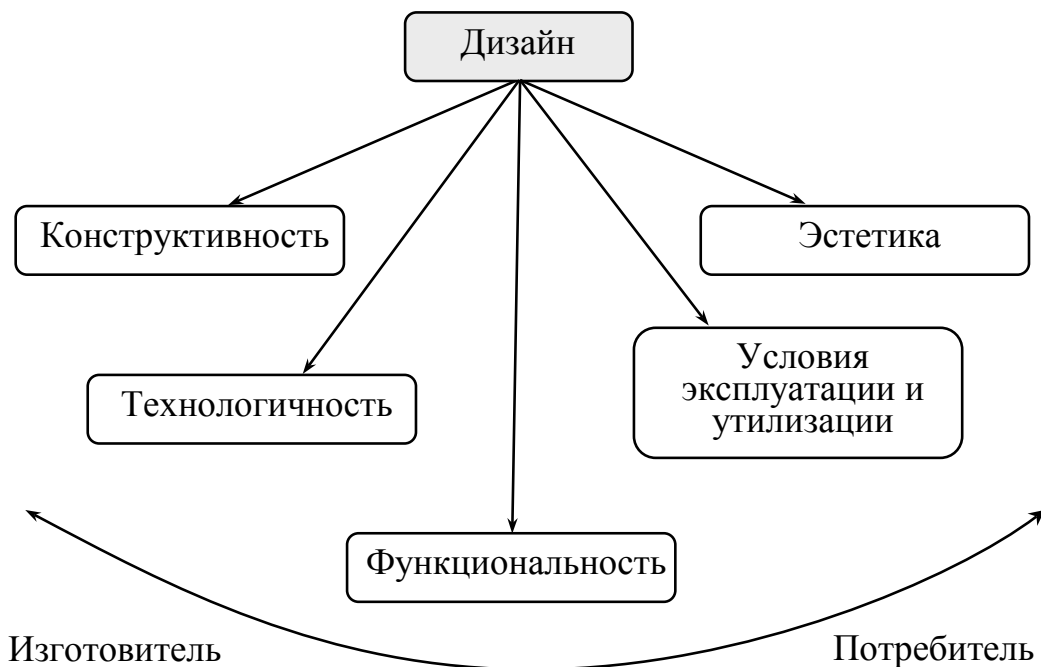 Дизайн
Конструктивность
Эстетика
Условия
эксплуатации и
утилизации
Технологичность
Функциональность
Изготовитель
Потребитель